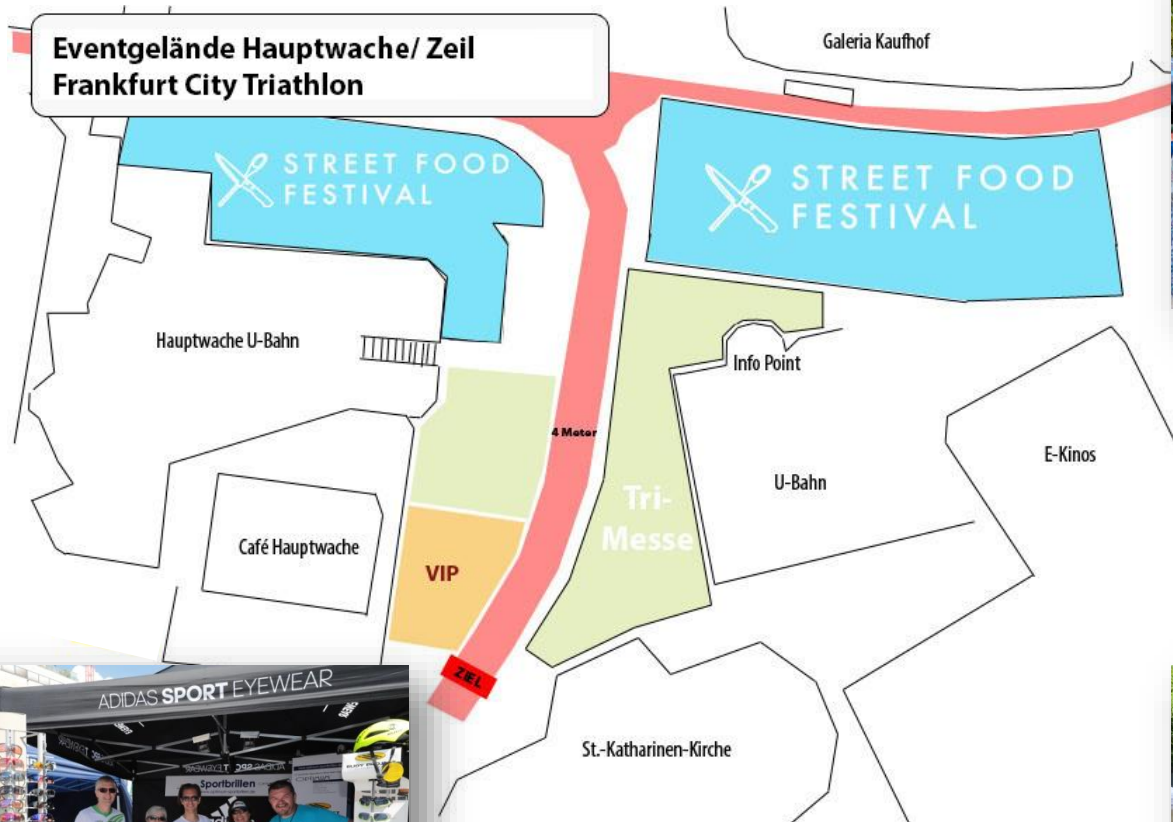 Eventgelände Hauptwache/ Zeil
Frankfurt City Triathlon
Galeria Kaufhof
STREET FOOD
FESTIVAL
STREET FOOD
FESTIVAL
Hauptwache U-Bahn
Info Point
4 Meter
E-Kinos
U-Bahn
Tri-
Messe
Café Hauptwache
VIP
ZIEL
ADIDAS SPORT EYEWEAR
Sportbrillen
St.-Katharinen-Kirche